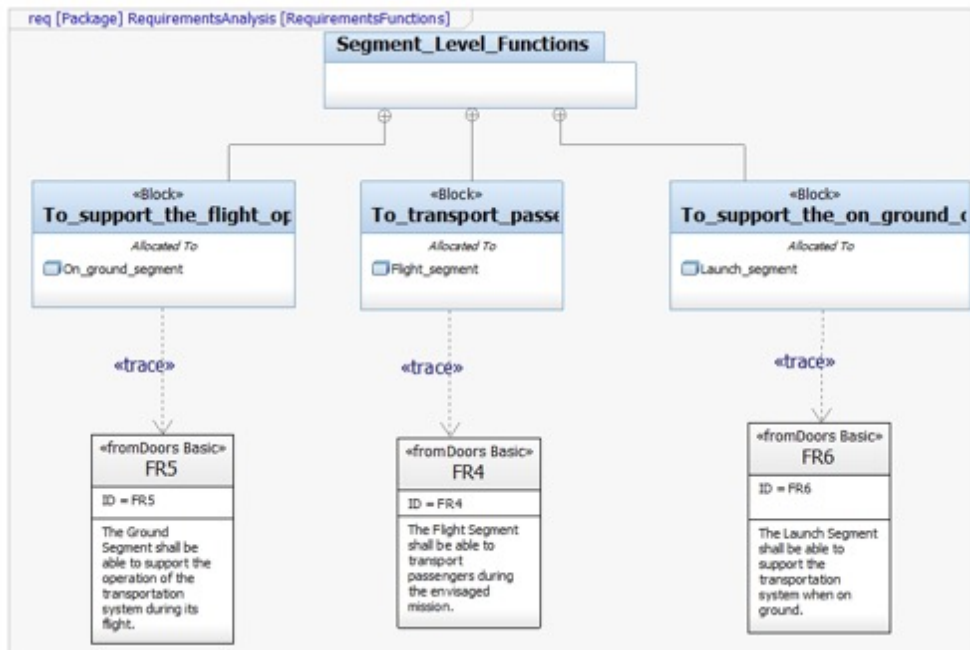 req [Package] RequirementsAnalysis [RequirementsFunctions]
Segment_Level_Functions
«Block»
To_support_the_flight_op
Allocated To
On_ground_segment
«Block»
To_transport_passe
Allocated To
Flight_segment
«Block»
To_support_the_on_ground_o
Allocated To
Launch_segment
«trace»
«trace»
«trace»
«fromDoors Basic»
FR5
ID = FR5
The Ground
Segment shall be
able to support the
operation of the
transportation
system during its
flight.
«fromDoors Basic»
FR4
ID = FR4
The Flight Segment
shall be able to
transport
passengers during
the envisaged
mission.
«fromDoors Basic»
FR6
ID = FR6
The Launch Segment
shall be able to
support the
transportation
system when on
ground.